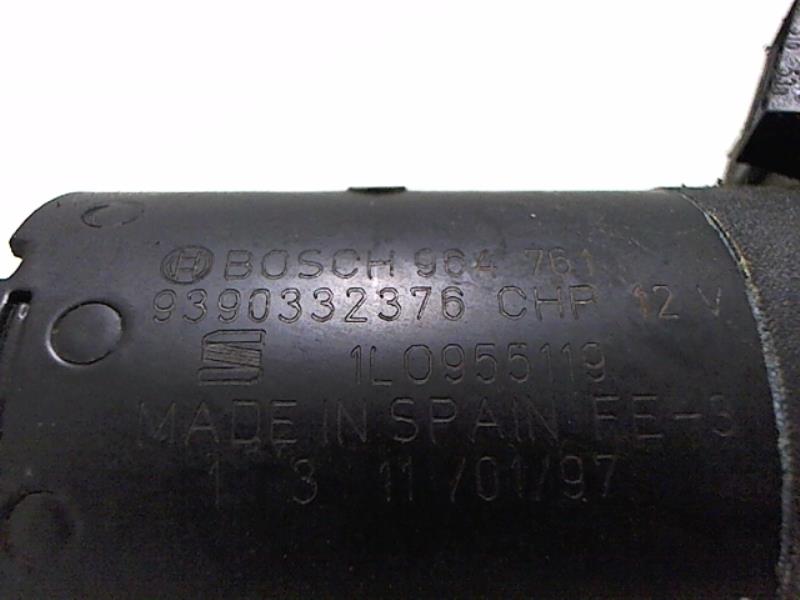 BOSCH 964 761
9390332376 CHP 12 V
1L0955119
MADE IN SPAIN FE-3
1 3 11/01/97